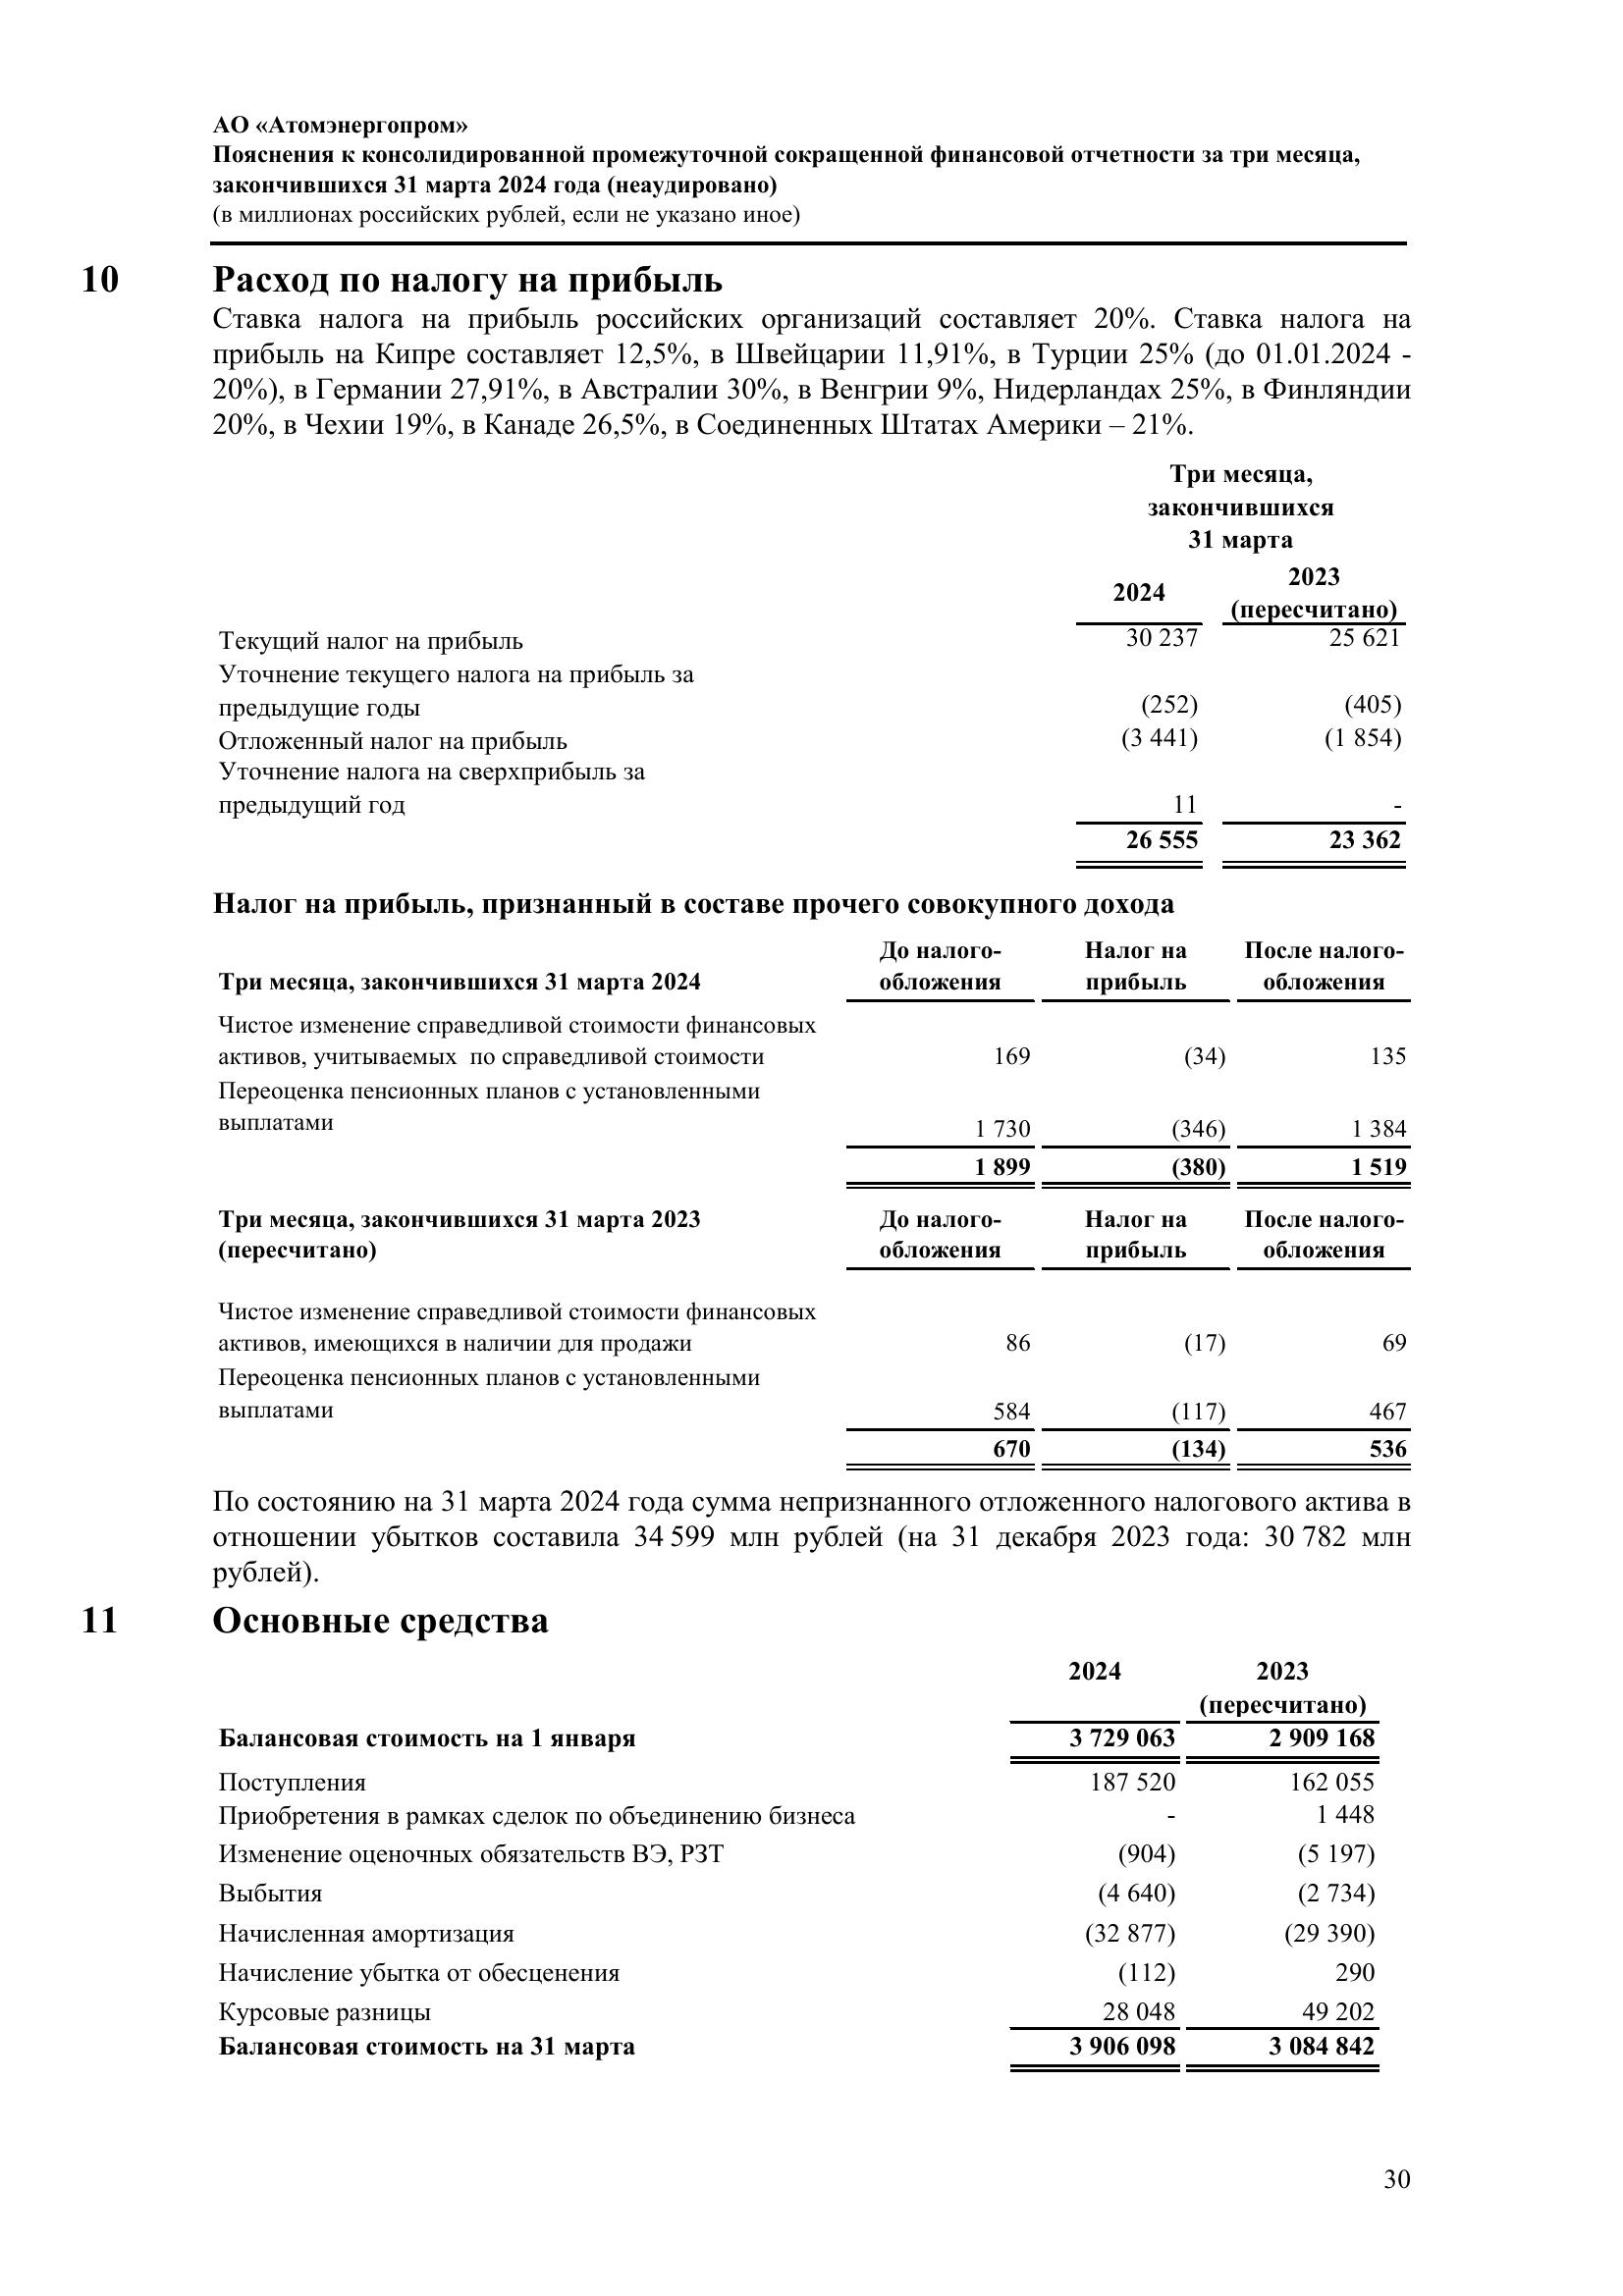 АО «Атомэнергопром»
Пояснения к консолидированной промежуточной сокращенной финансовой отчетности за три месяца,
закончившихся 31 марта 2024 года (неаудировано)
(в миллионах российских рублей, если не указано иное)
10 Расход по налогу на прибыль
Ставка налога на прибыль российских организаций составляет 20%. Ставка налога на
прибыль на Кипре составляет 12,5%, в Швейцарии 11,91%, в Турции 25% (до 01.01.2024 -
20%), в Германии 27,91%, в Австралии 30%, в Венгрии 9%, Нидерландах 25%, в Финляндии
20%, в Чехии 19%, в Канаде 26,5%, в Соединенных Штатах Америки – 21%.
Три месяца,
закончившихся
31 марта
2024 2023
(пересчитано)
Текущий налог на прибыль 30 237 25 621
Уточнение текущего налога на прибыль за
предыдущие годы (252) (405)
Отложенный налог на прибыль (3 441) (1 854)
Уточнение налога на сверхприбыль за
предыдущий год 11 -
26 555 23 362
Налог на прибыль, признанный в составе прочего совокупного дохода
До налого- Налог на После налого-
Три месяца, закончившихся 31 марта 2024 обложения прибыль обложения
Чистое изменение справедливой стоимости финансовых
активов, учитываемых по справедливой стоимости 169 (34) 135
Переоценка пенсионных планов с установленными
выплатами 1 730 (346) 1 384
1 899 (380) 1 519
Три месяца, закончившихся 31 марта 2023 До налого- Налог на После налого-
(пересчитано) обложения прибыль обложения
Чистое изменение справедливой стоимости финансовых
активов, имеющихся в наличии для продажи 86 (17) 69
Переоценка пенсионных планов с установленными
выплатами 584 (117) 467
670 (134) 536
По состоянию на 31 марта 2024 года сумма непризнанного отложенного налогового актива в
отношении убытков составила 34 599 млн рублей (на 31 декабря 2023 года: 30 782 млн
рублей).
11 Основные средства
2024 2023
(пересчитано)
Балансовая стоимость на 1 января 3 729 063 2 909 168
Поступления 187 520 162 055
Приобретения в рамках сделок по объединению бизнеса - 1 448
Изменение оценочных обязательств ВЭ, РЗТ (904) (5 197)
Выбытия (4 640) (2 734)
Начисленная амортизация (32 877) (29 390)
Начисление убытка от обесценения (112) 290
Курсовые разницы 28 048 49 202
Балансовая стоимость на 31 марта 3 906 098 3 084 842
30